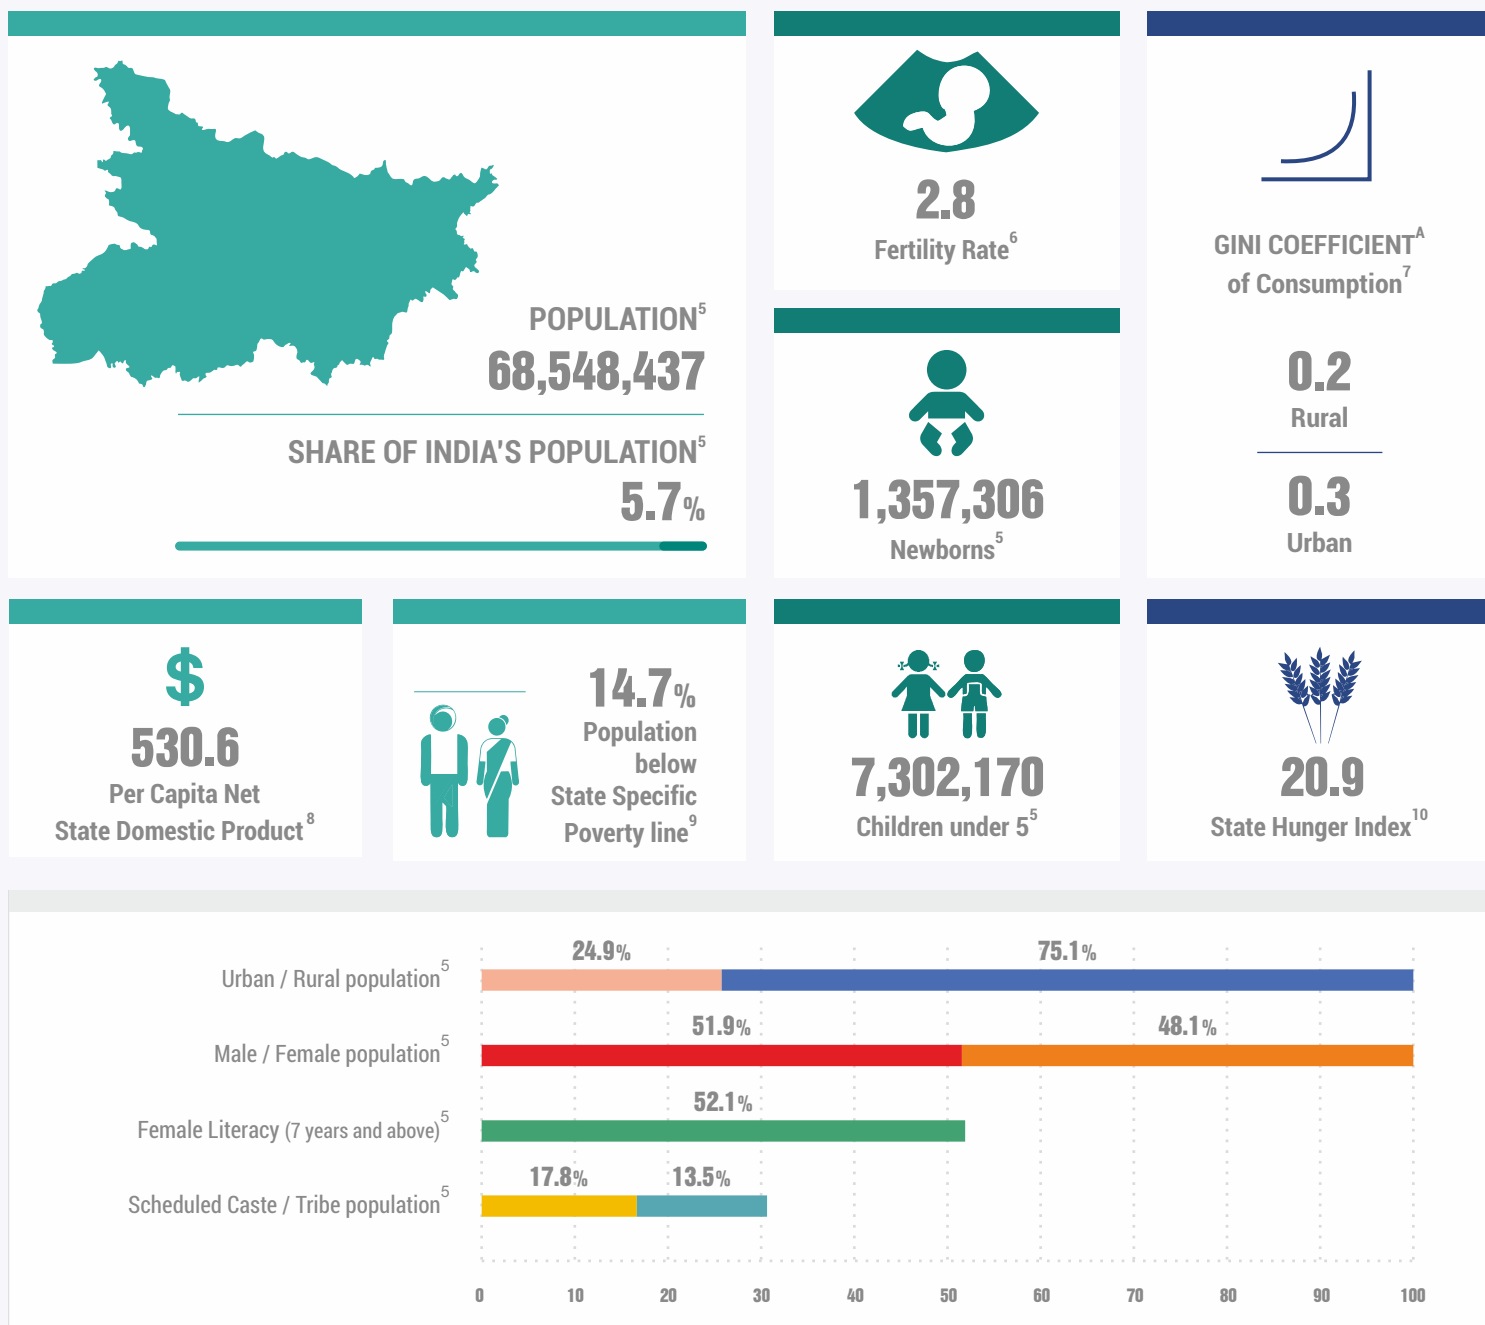 POPULATION5
68,548,437
SHARE OF INDIA'S POPULATION5
5.7%
2.8
Fertility Rate6
1,357,306
Newborns5
GINI COEFFICIENTA
of Consumption7
0.2
Rural
0.3
Urban
$
530.6
Per Capita Net
State Domestic Product8
14.7%
Population
below
State Specific
Poverty line9
7,302,170
Children under 55
20.9
State Hunger Index10
24.9% 75.1%
Urban / Rural population5
51.9% 48.1%
Male / Female population5
52.1%
Female Literacy (7 years and above)5
17.8% 13.5%
Scheduled Caste / Tribe population5
0 10 20 30 40 50 60 70 80 90 100